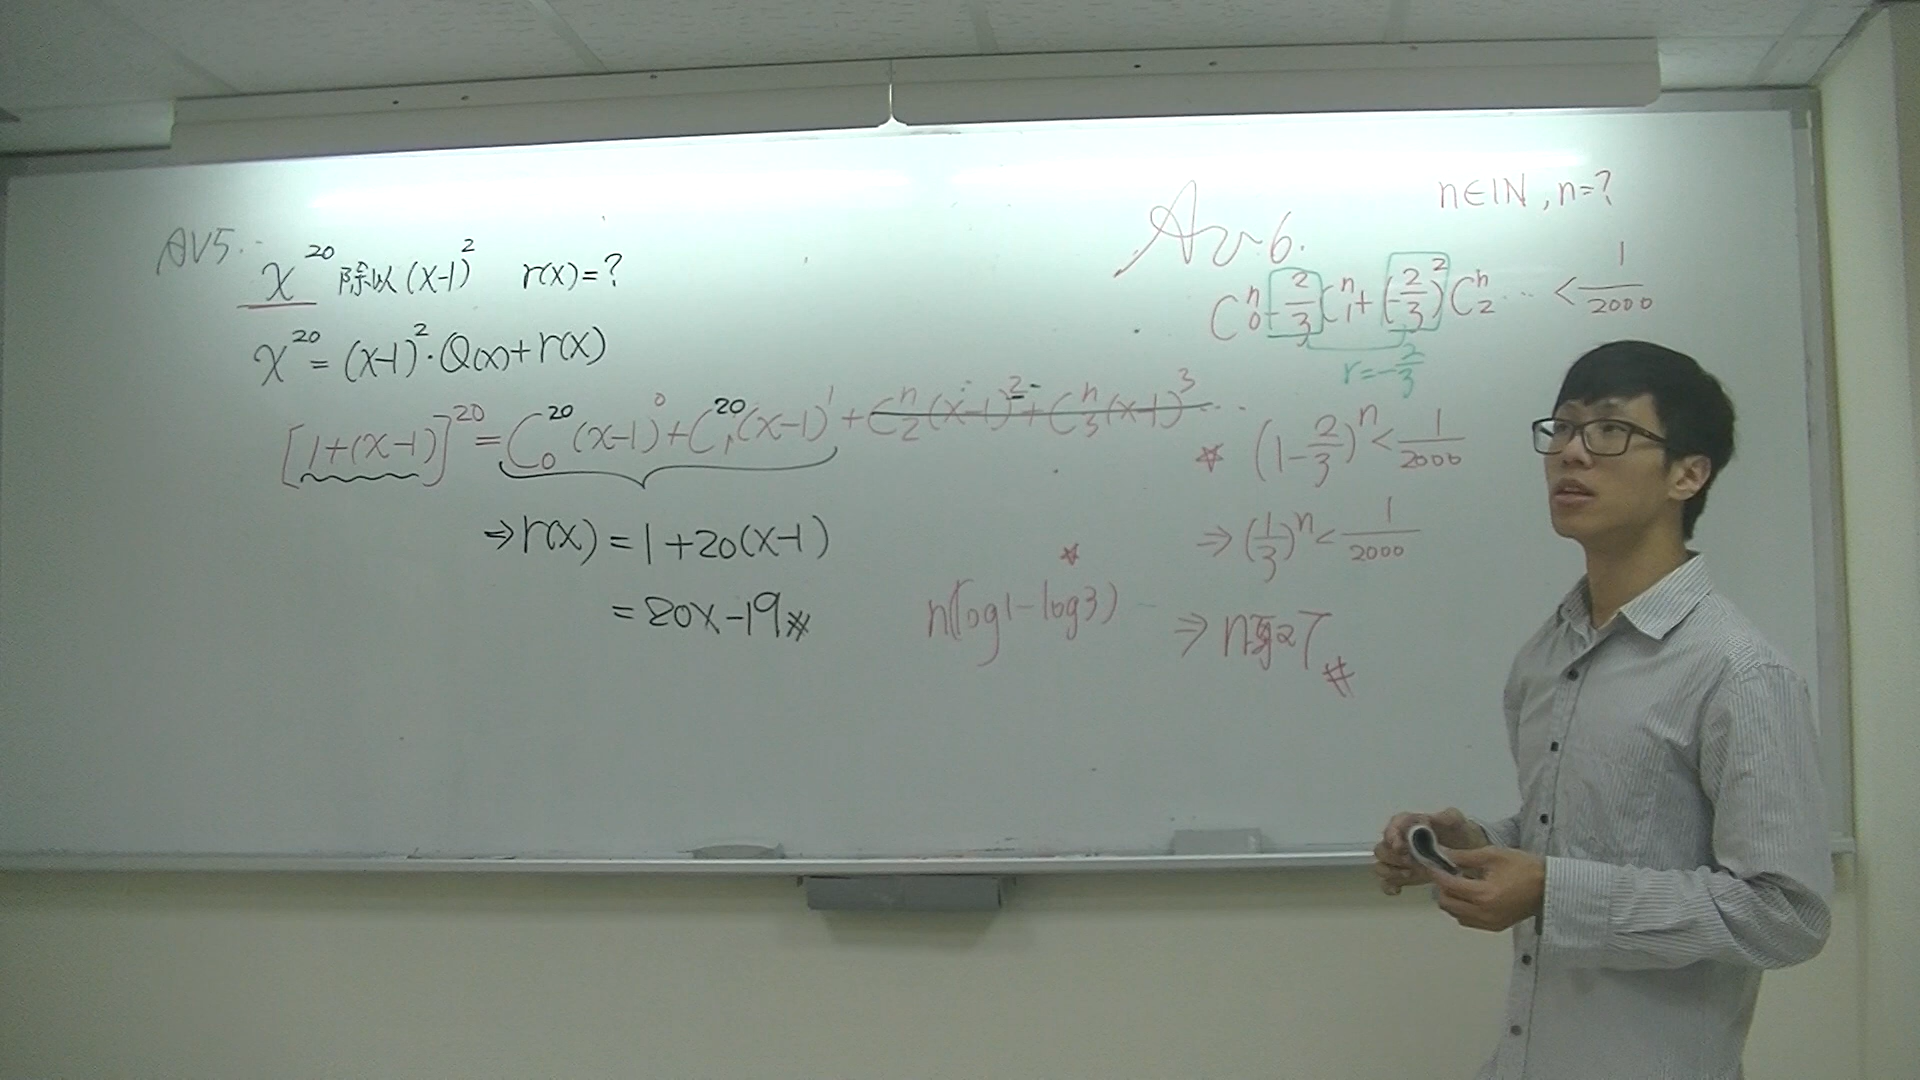 AV5.
x^20 除以 (x-1)^2 r(x)=?
x^20 = (x-1)^2 · Q(x)+r(x)
[1+(x-1)]^20 = C^20_0 (x-1)^0 + C^20_1 (x-1)^1 + C^n_2 (x-1)^2 + C^n_3 (x-1)^3 ...
⇒ r(x) = 1+20(x-1)
= 20x-19
n(log1-log3)
Av6.
n∈IN, n=?
C^n_0 - 2/3 C^n_1 + (-2/3)^2 C^n_2 ... < 1/2000
r=-2/3
(1-2/3)^n < 1/2000
⇒ (1/3)^n < 1/2000
⇒ n